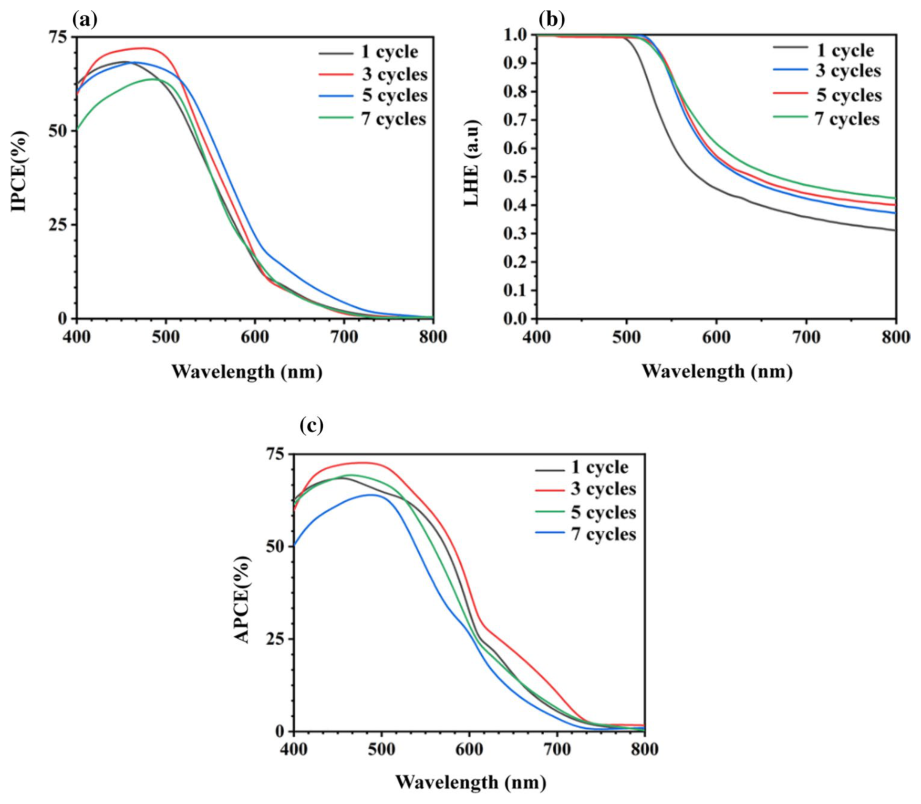 (a)
75
50
25
0
400 500 600 700 800
IPCE(%)
Wavelength (nm)
1 cycle
3 cycles
5 cycles
7 cycles
(b)
1.0
0.9
0.8
0.7
0.6
0.5
0.4
0.3
0.2
0.1
0.0
400 500 600 700 800
LHE (a.u)
Wavelength (nm)
1 cycle
3 cycles
5 cycles
7 cycles
(c)
75
50
25
0
400 500 600 700 800
APCE(%)
Wavelength (nm)
1 cycle
3 cycles
5 cycles
7 cycles